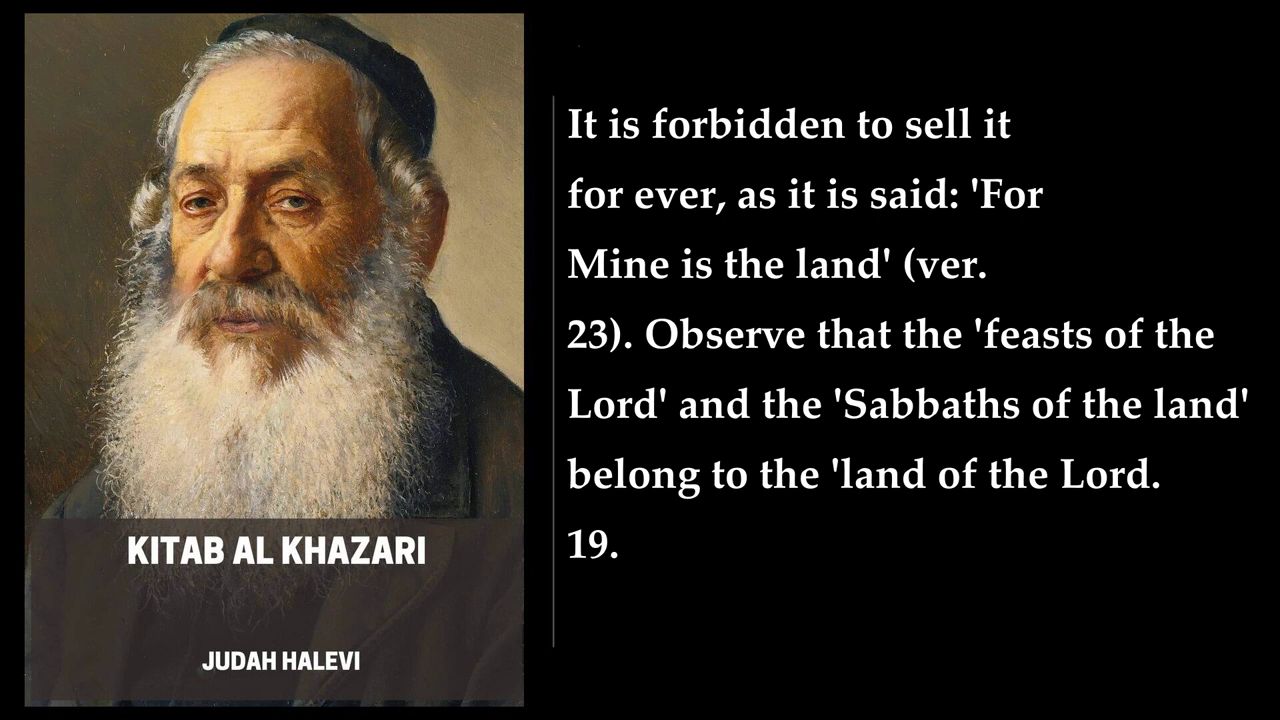 KITAB AL KHAZARI
JUDAH HALEVI
It is forbidden to sell it
for ever, as it is said: 'For
Mine is the land' (ver.
23). Observe that the 'feasts of the
Lord' and the 'Sabbaths of the land'
belong to the 'land of the Lord.
19.